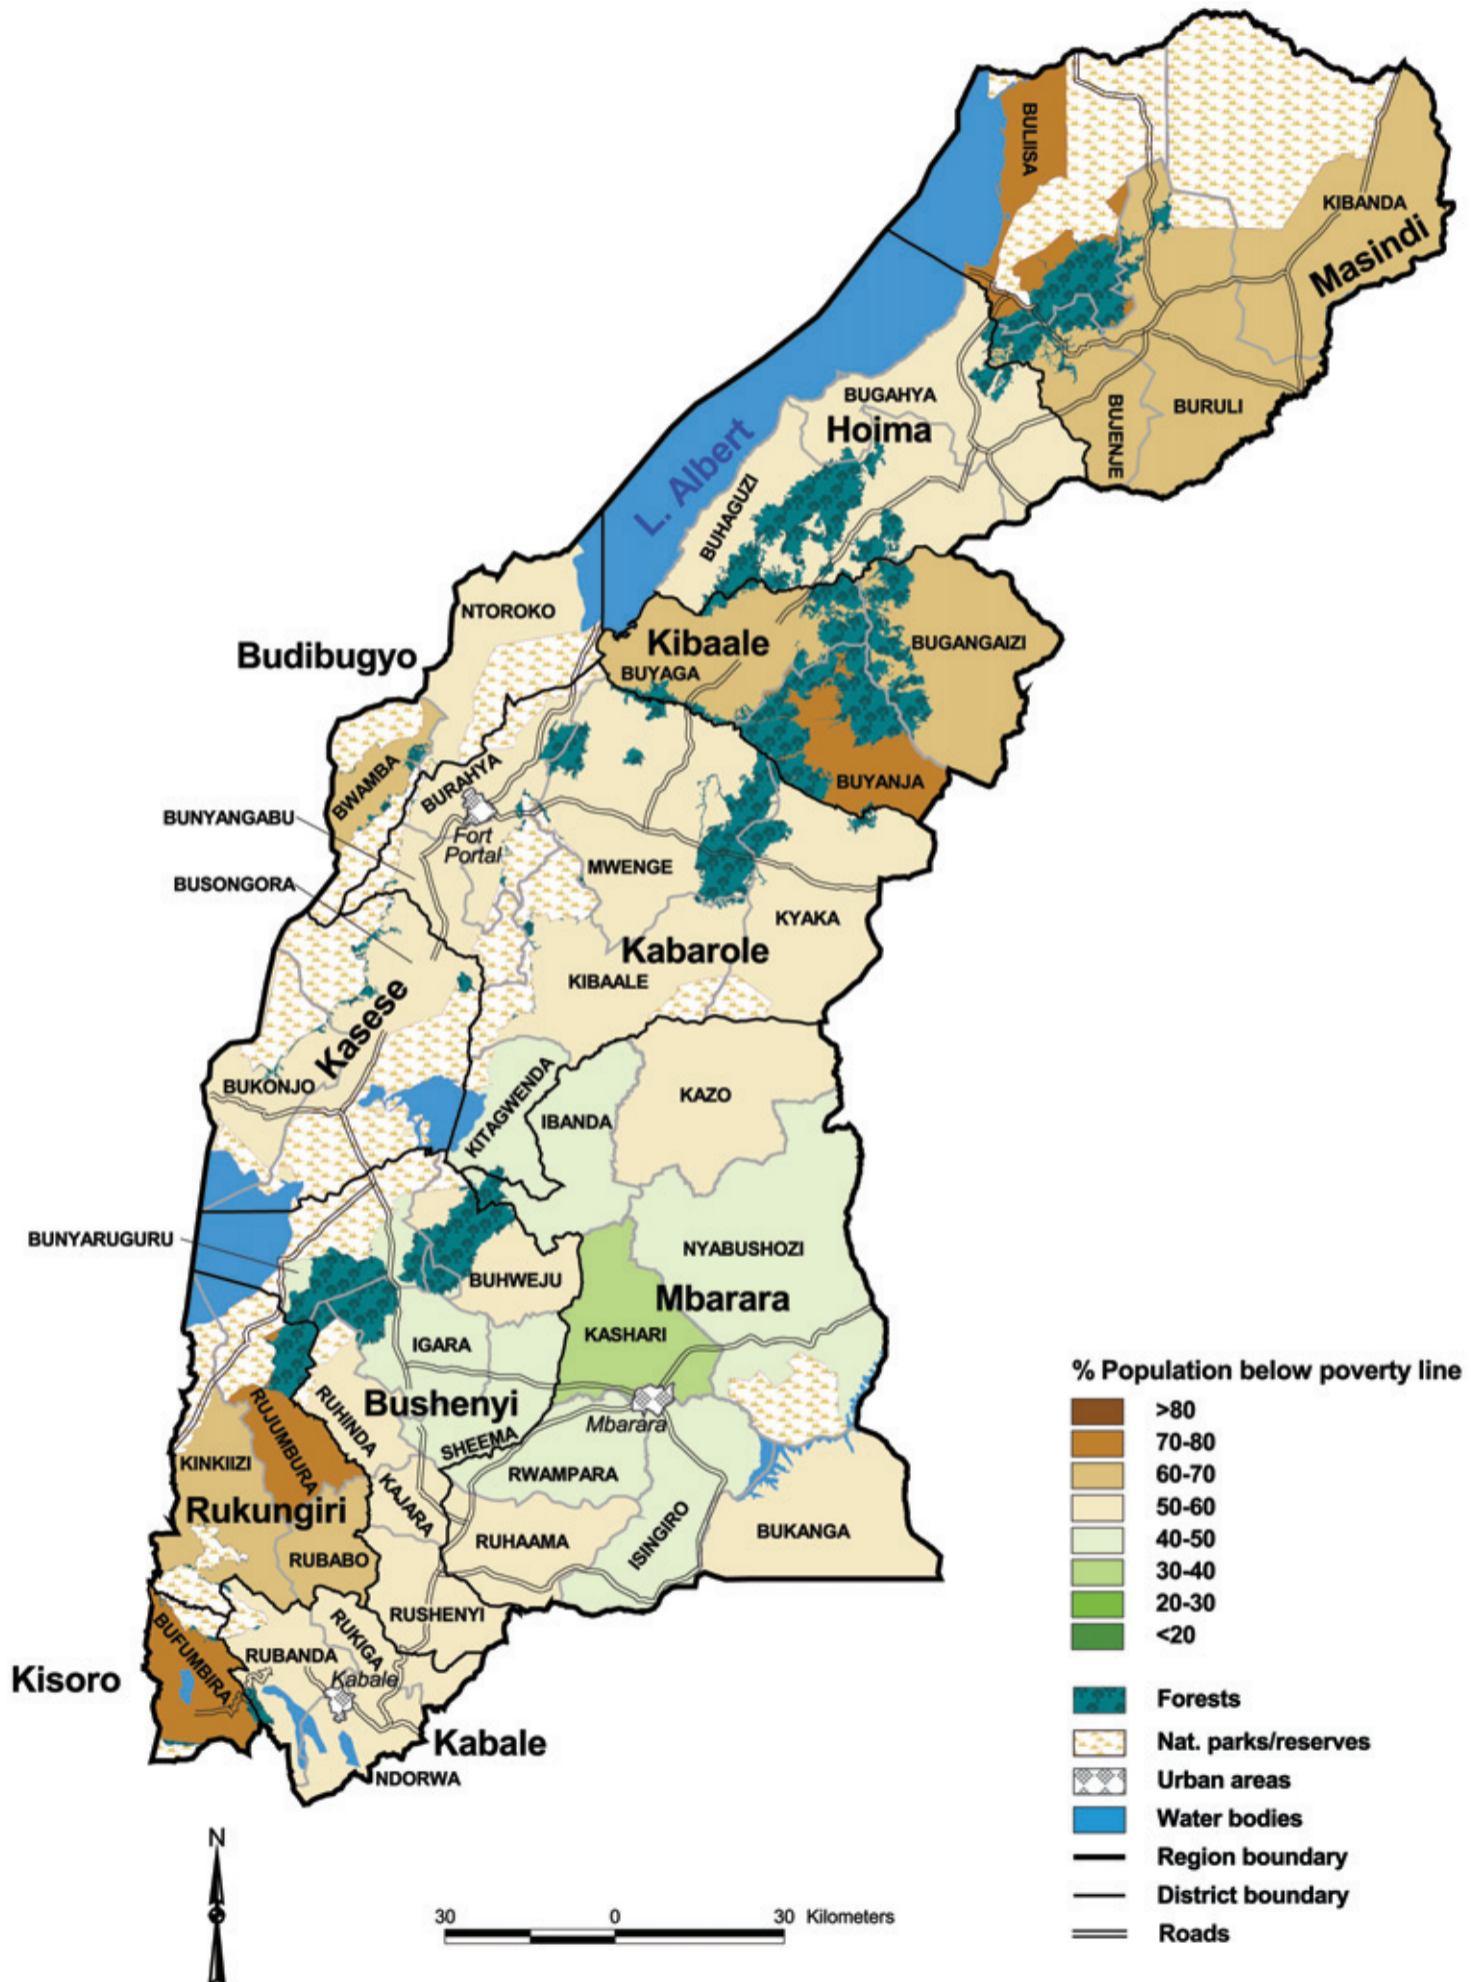 BULIISA
KIBANDA
Masindi
BUGAHYA
Hoima
BUJENJE
BURULI
L. Albert
BUHAGUZI
NTOROKO
Budibugyo
Kibaale
BUGANGAIZI
BUYAGA
BWAMBA
BURAHYA
BUYANJA
BUNYANGABU
Fort
Portal
MWENGE
BUSONGORA
KYAKA
Kabarole
KIBAALE
Kasese
BUKONJO
KITAGWENDA
IBANDA
KAZO
BUNYARUGURU
NYABUSHOZI
BUHWEJU
Mbarara
KASHARI
IGARA
Bushenyi
RUHINDA
RUJUMBURA
Mbarara
SHEEMA
KINKIIZI
RWAMPARA
KAJARA
Rukungiri
RUHAAMA
ISINGIRO
BUKANGA
RUBABO
RUSHENYI
RUKIGA
BUFUMBIRA
RUBANDA
Kisoro
Kabale
Kabale
NDORWA
% Population below poverty line
>80
70-80
60-70
50-60
40-50
30-40
20-30
<20
Forests
Nat. parks/reserves
Urban areas
Water bodies
Region boundary
District boundary
Roads
N
30 0 30 Kilometers